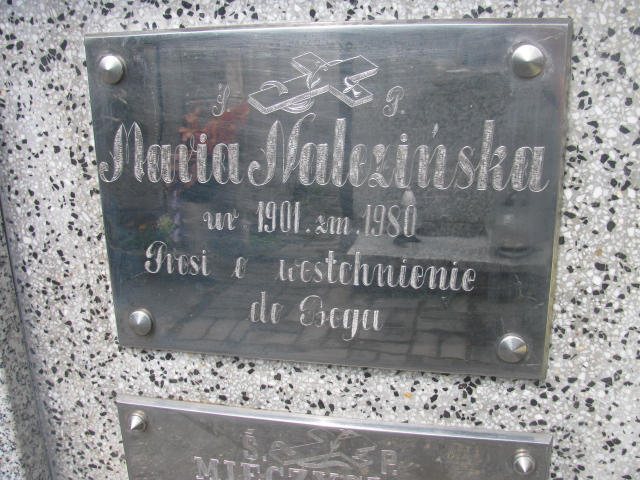 Ś. P.
Maria Nalezińska
ur 1901. zm. 1980
Prosi o westchnienie
do Boga
Ś. P.